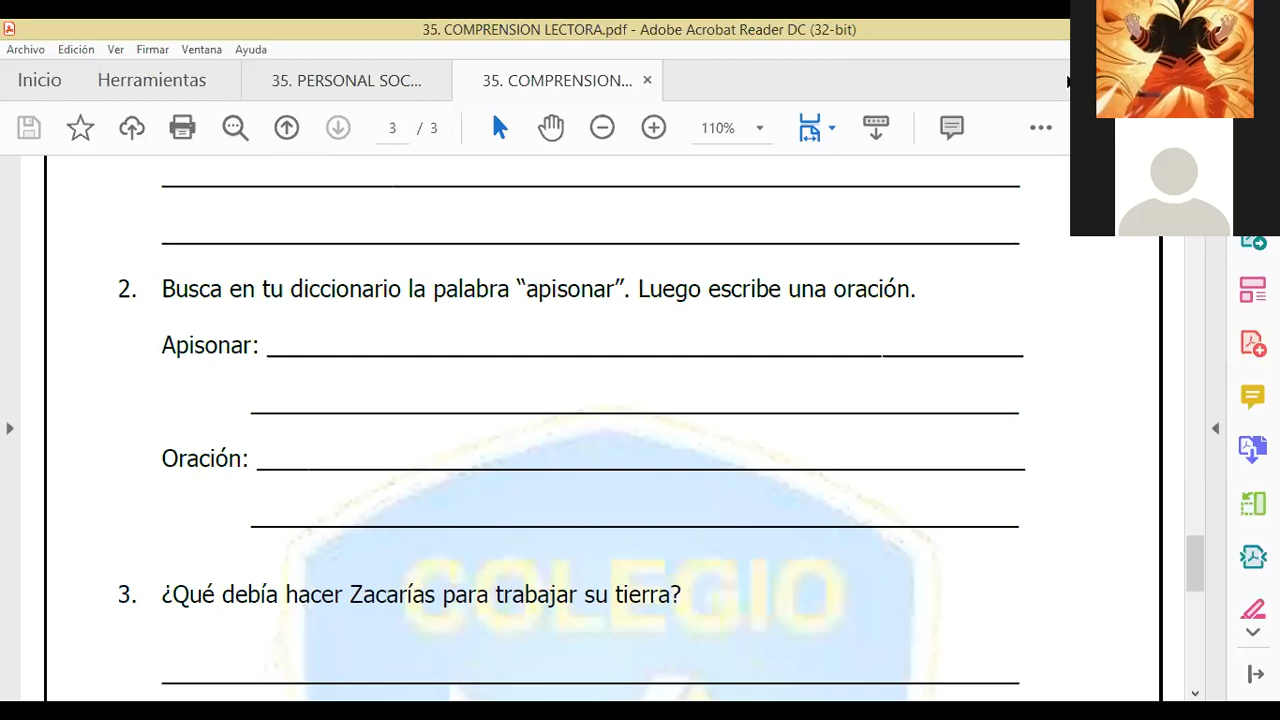 35. COMPRENSION LECTORA.pdf - Adobe Acrobat Reader DC (32-bit)
Archivo Edición Ver Firmar Ventana Ayuda
Inicio Herramientas 35. PERSONAL SOC... 35. COMPRENSION... ×
3 / 3 110%
2. Busca en tu diccionario la palabra “apisonar”. Luego escribe una oración.
Apisonar:
Oración:
COLEGIO
3. ¿Qué debía hacer Zacarías para trabajar su tierra?